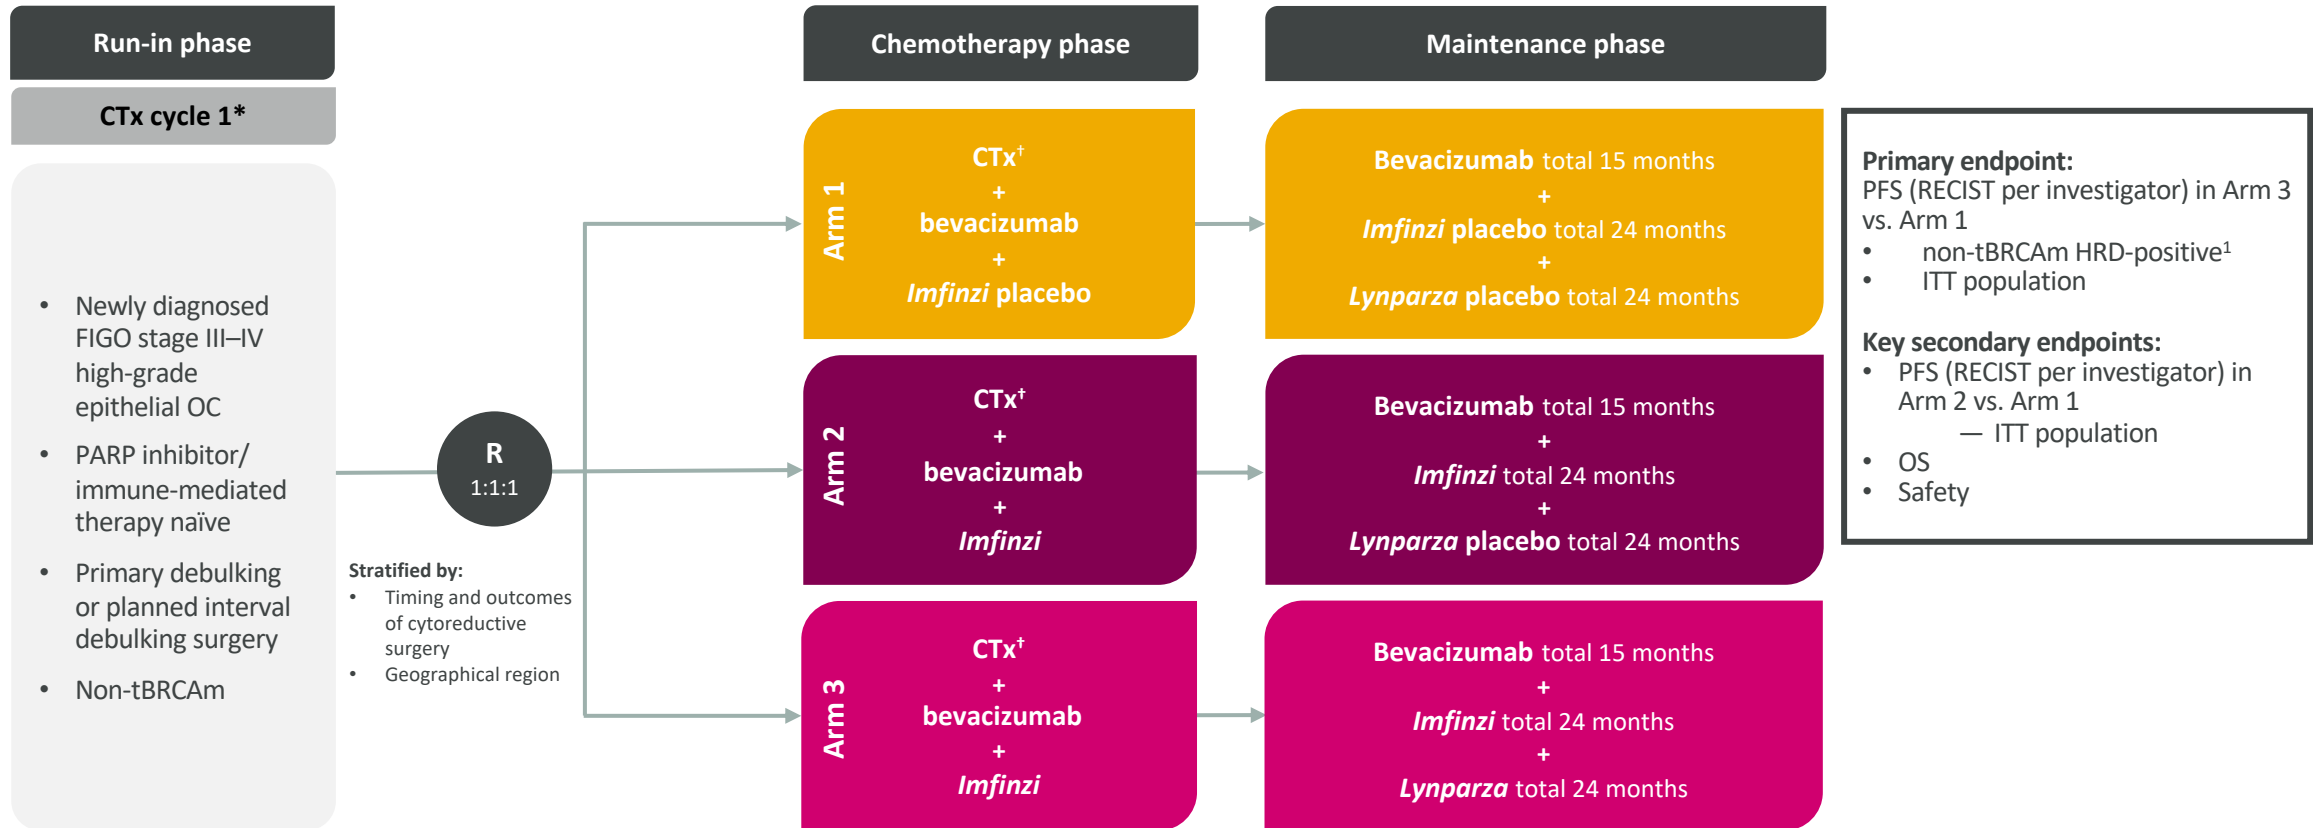 Run-in phase
CTx cycle 1*
• Newly diagnosed
FIGO stage III–IV
high-grade
epithelial OC
• PARP inhibitor/
immune-mediated
therapy naïve
• Primary debulking
or planned interval
debulking surgery
• Non-tBRCAm
R
1:1:1
Stratified by:
• Timing and outcomes
of cytoreductive
surgery
• Geographical region
Chemotherapy phase
Arm 1
CTx†
+
bevacizumab
+
Imfinzi placebo
Arm 2
CTx†
+
bevacizumab
+
Imfinzi
Arm 3
CTx†
+
bevacizumab
+
Imfinzi
Maintenance phase
Bevacizumab total 15 months
+
Imfinzi placebo total 24 months
+
Lynparza placebo total 24 months
Bevacizumab total 15 months
+
Imfinzi total 24 months
+
Lynparza placebo total 24 months
Bevacizumab total 15 months
+
Imfinzi total 24 months
+
Lynparza total 24 months
Primary endpoint:
PFS (RECIST per investigator) in Arm 3
vs. Arm 1
• non-tBRCAm HRD-positive¹
• ITT population
Key secondary endpoints:
• PFS (RECIST per investigator) in
Arm 2 vs. Arm 1
— ITT population
• OS
• Safety